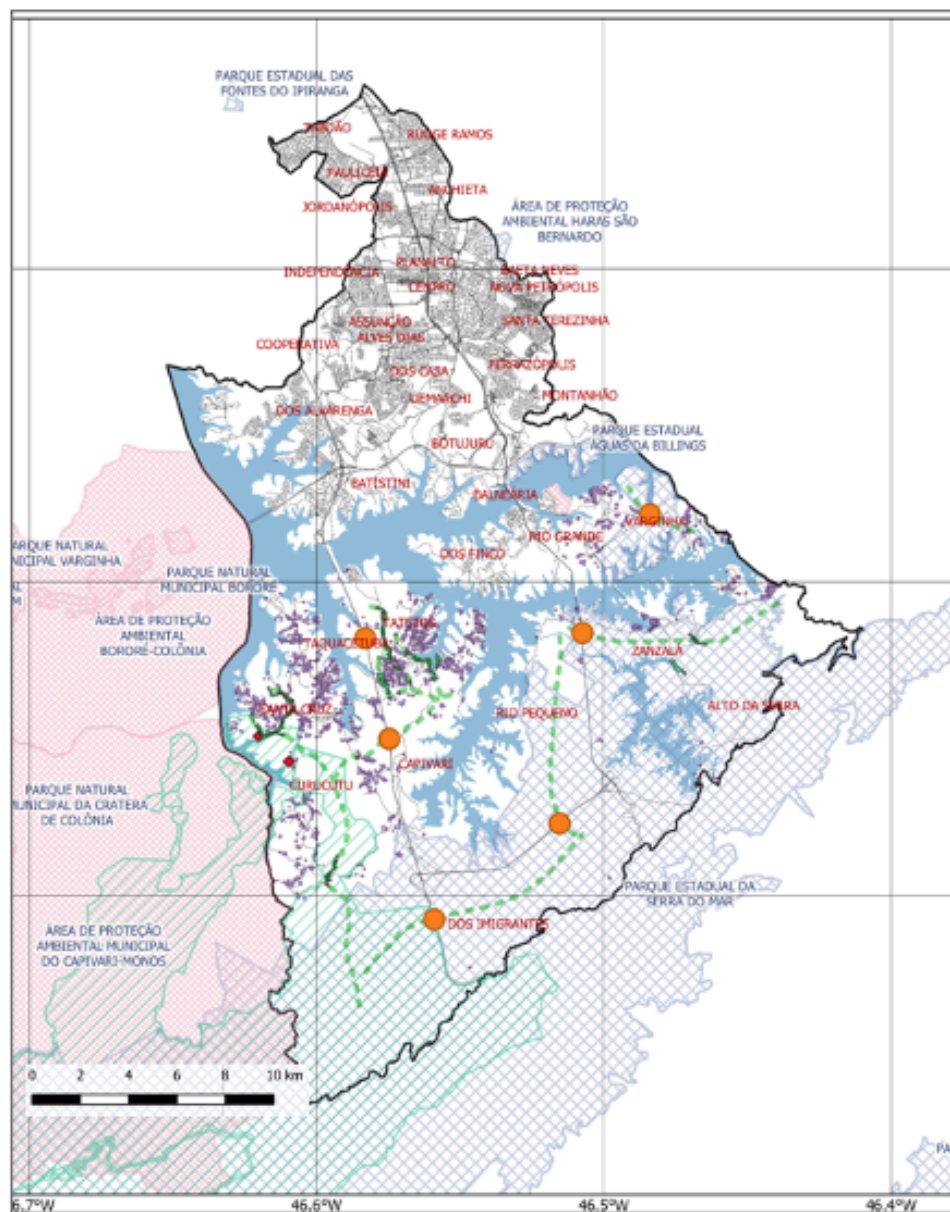 PARQUE ESTADUAL DAS
FONTES DO IPIRANGA
RUDGE RAMOS
PAULICÉIA
ANCHIETA
JORDANÓPOLIS
ÁREA DE PROTEÇÃO
AMBIENTAL HARAS SÃO
BERNARDO
PLANALTO
INDEPENDÊNCIA
BAETA NEVES
CENTRO
NOVA PETRÓPOLIS
ASSUNÇÃO
SANTA TEREZINHA
ALVES DIAS
COOPERATIVA
FERRAZÓPOLIS
DOS CASA
DEMARCHI
MONTANHÃO
DOS ALVARENGA
PARQUE ESTADUAL
ÁGUAS DA BILLINGS
BOTUJURU
BATISTINI
BALNEÁRIA
VARGINHA
RIO GRANDE
DOS FINCO
PARQUE NATURAL
MUNICIPAL VARGINHA
PARQUE NATURAL
MUNICIPAL BORORÉ
ÁREA DE PROTEÇÃO
AMBIENTAL
BORORÉ-COLÔNIA
TATETOS
TAQUACETUBA
ZANZALÁ
SANTA CRUZ
RIO PEQUENO
ALTO DA SERRA
CAPIVARI
CURUCUTU
PARQUE NATURAL
MUNICIPAL DA CRATERA
DE COLÔNIA
PARQUE ESTADUAL DA
SERRA DO MAR
DOS IMIGRANTES
ÁREA DE PROTEÇÃO
AMBIENTAL MUNICIPAL
DO CAPIVARI-MONOS
0 2 4 6 8 10 km
PA
6.7°W 46.6°W 46.5°W 46.4°W